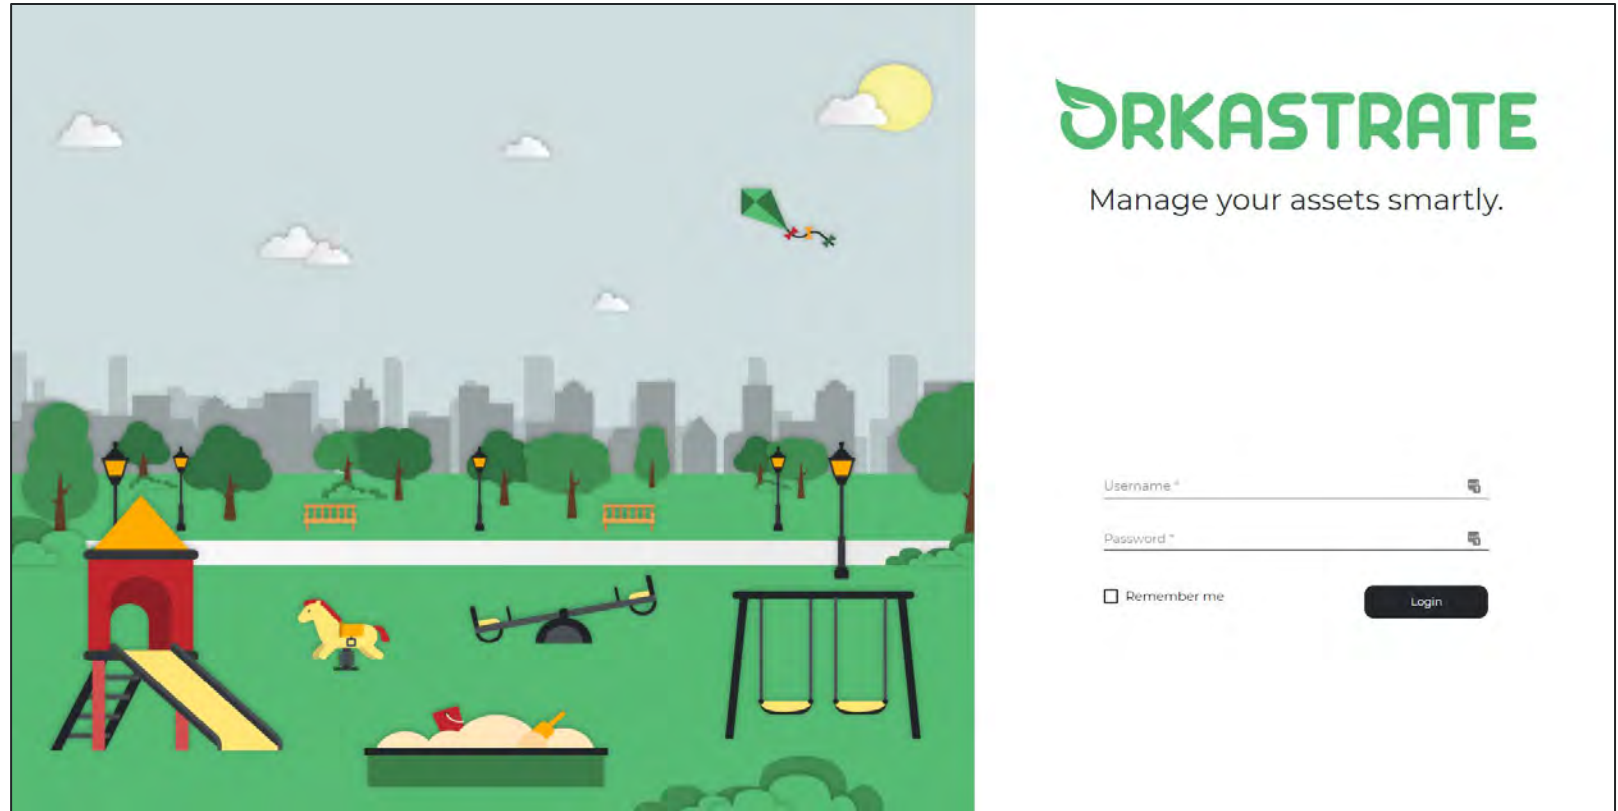 ORKASTRATE
Manage your assets smartly.
Username *
Password *
Remember me
Login